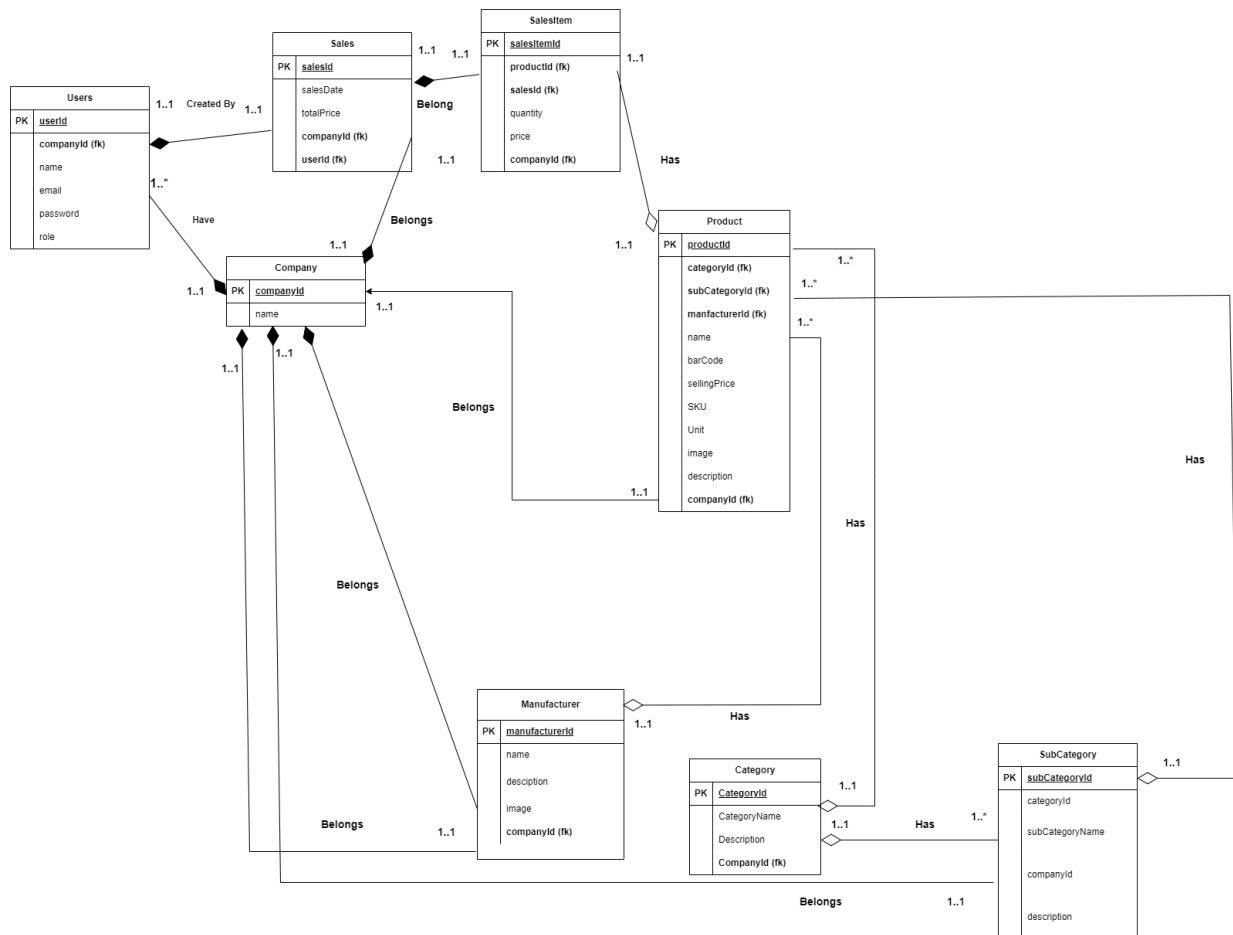 SalesItem
PK salesItemId
productId (fk)
salesId (fk)
quantity
price
companyId (fk)
Sales
PK salesId
salesDate
totalPrice
companyId (fk)
userId (fk)
1..1
1..1
1..1
Belong
Users
PK userId
companyId (fk)
name
email
password
role
1..1
Created By
1..1
1..*
Have
1..1
1..1
Belongs
1..1
Has
1..1
Company
PK companyId
name
1..1
1..1
1..1
Product
PK productId
categoryId (fk)
subCategoryId (fk)
manfacturerId (fk)
name
barCode
sellingPrice
SKU
Unit
image
description
companyId (fk)
1..*
1..*
1..*
Belongs
1..1
Has
Has
Belongs
Manufacturer
PK manufacturerId
name
desciption
image
companyId (fk)
1..1
Has
Belongs
1..1
Category
PK CategoryId
CategoryName
Description
CompanyId (fk)
1..1
1..1
Has
1..*
SubCategory
PK subCategoryId
categoryId
subCategoryName
companyId
description
1..1
Belongs
1..1